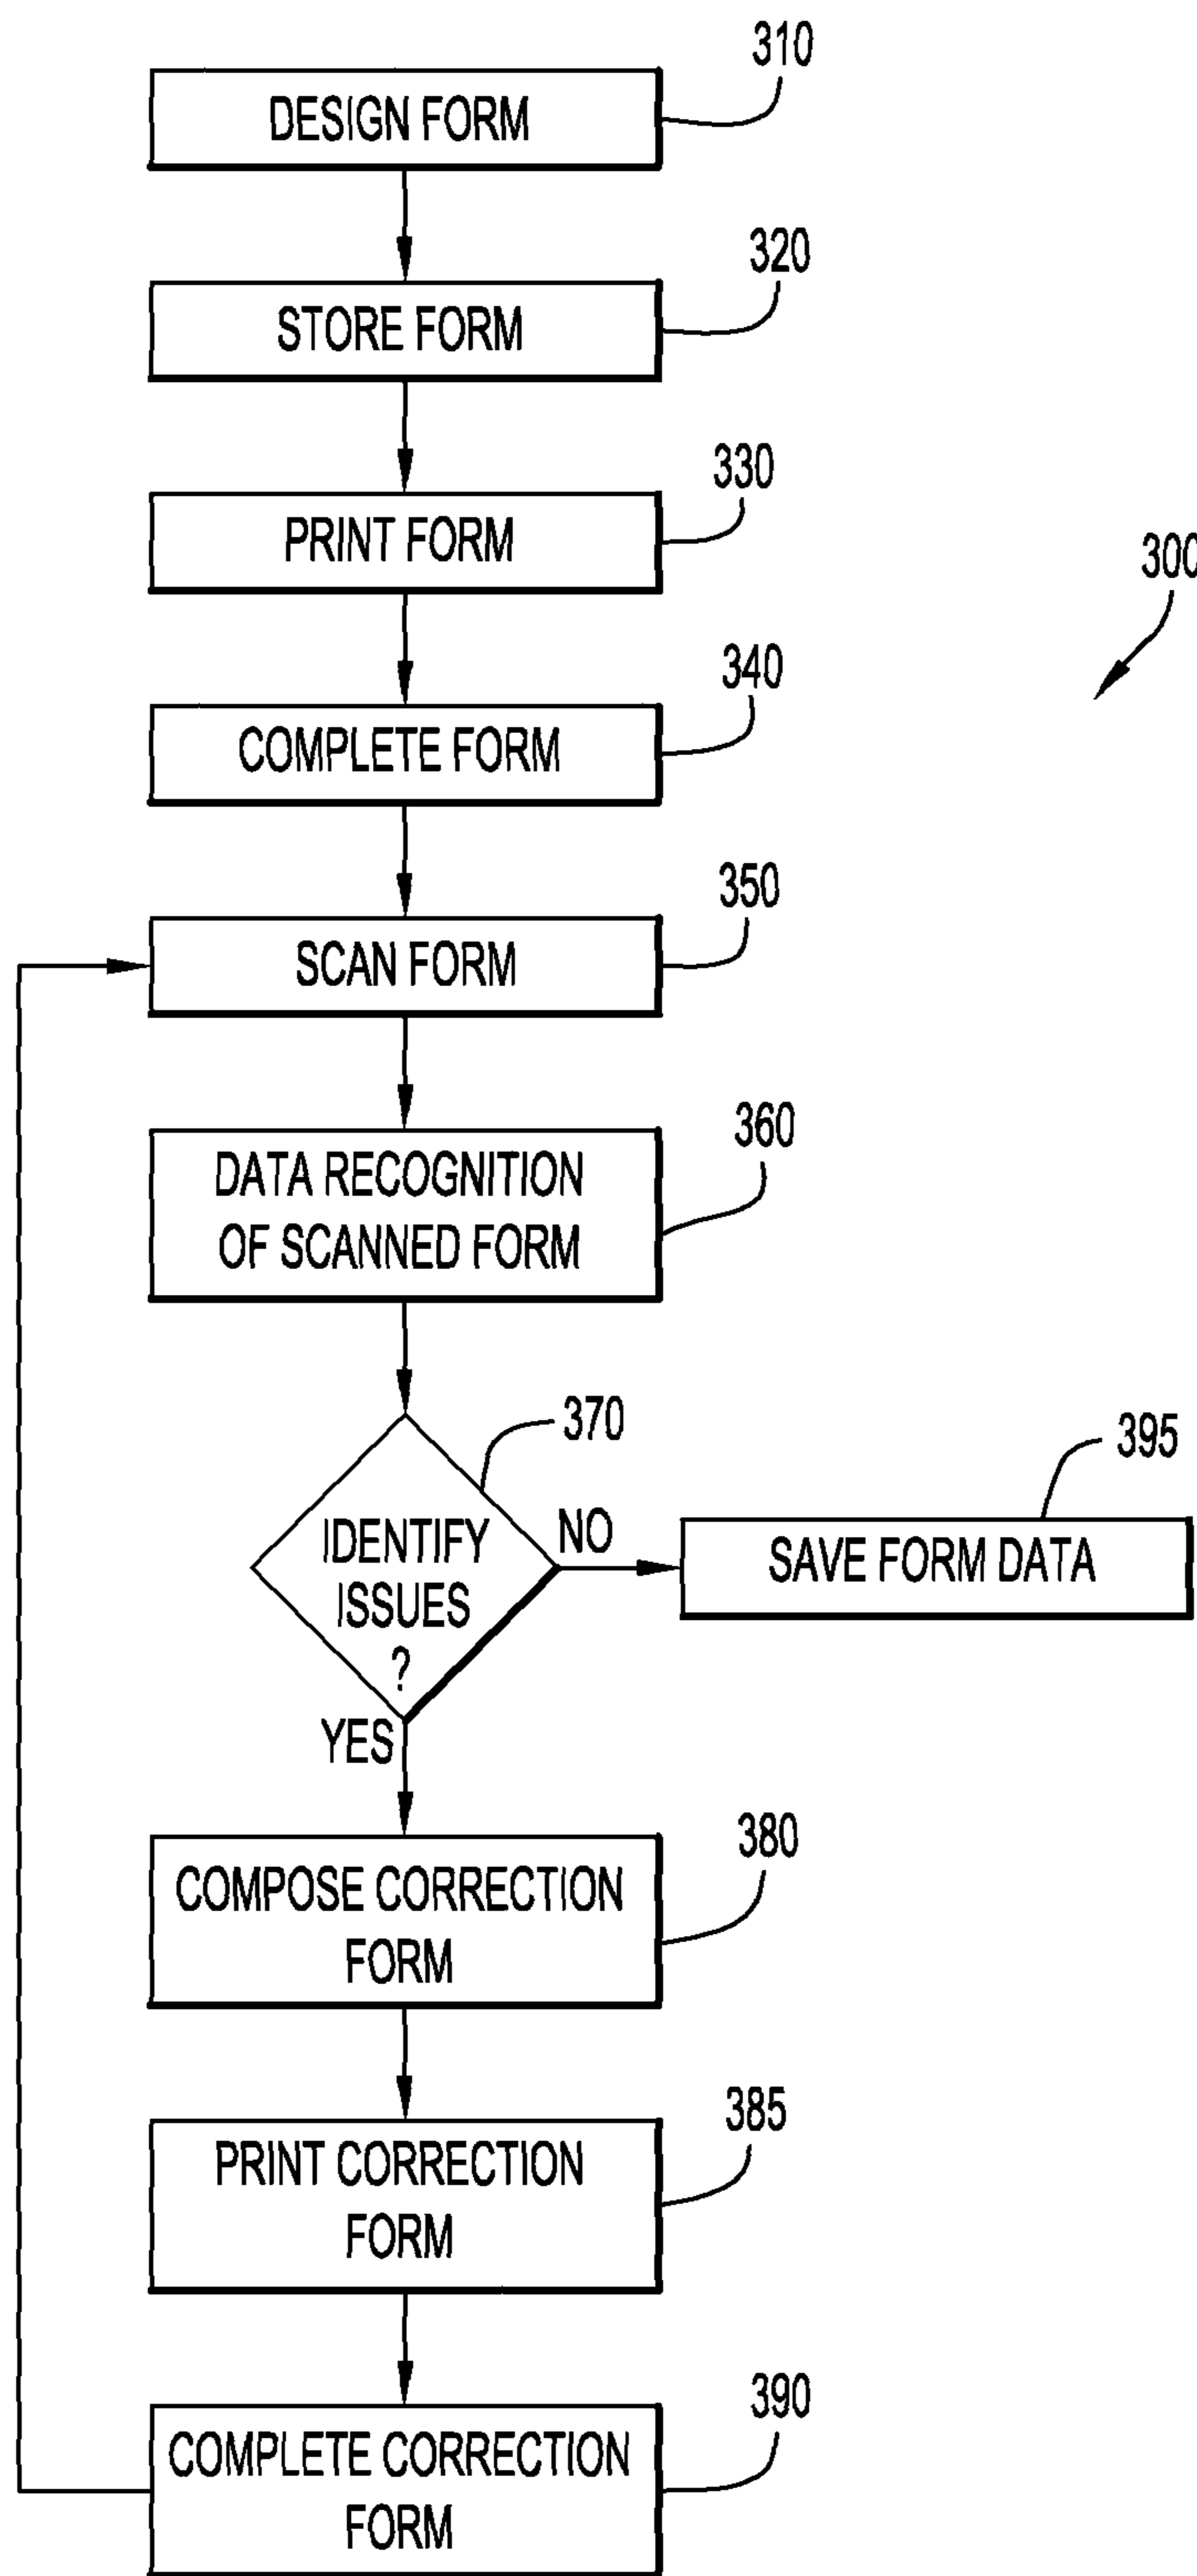 310
DESIGN FORM
320
STORE FORM
330
PRINT FORM
300
340
COMPLETE FORM
350
SCAN FORM
360
DATA RECOGNITION
OF SCANNED FORM
370
395
IDENTIFY
ISSUES
?
NO
SAVE FORM DATA
YES
380
COMPOSE CORRECTION
FORM
385
PRINT CORRECTION
FORM
390
COMPLETE CORRECTION
FORM